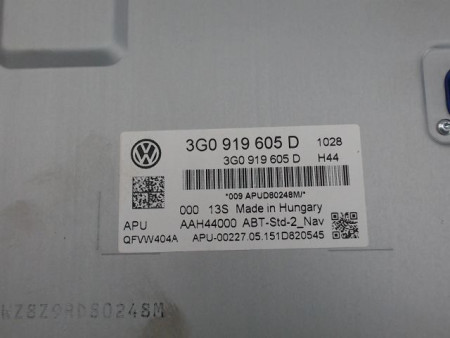 3G0 919 605 D 1028
3G0 919 605 D H44
*009 APUD80248M/*
000 13S Made in Hungary
APU AAH44000 ABT-Std-2_Nav
QFVW404A APU-00227.05.151D820545
WZ8Z9RD80248M